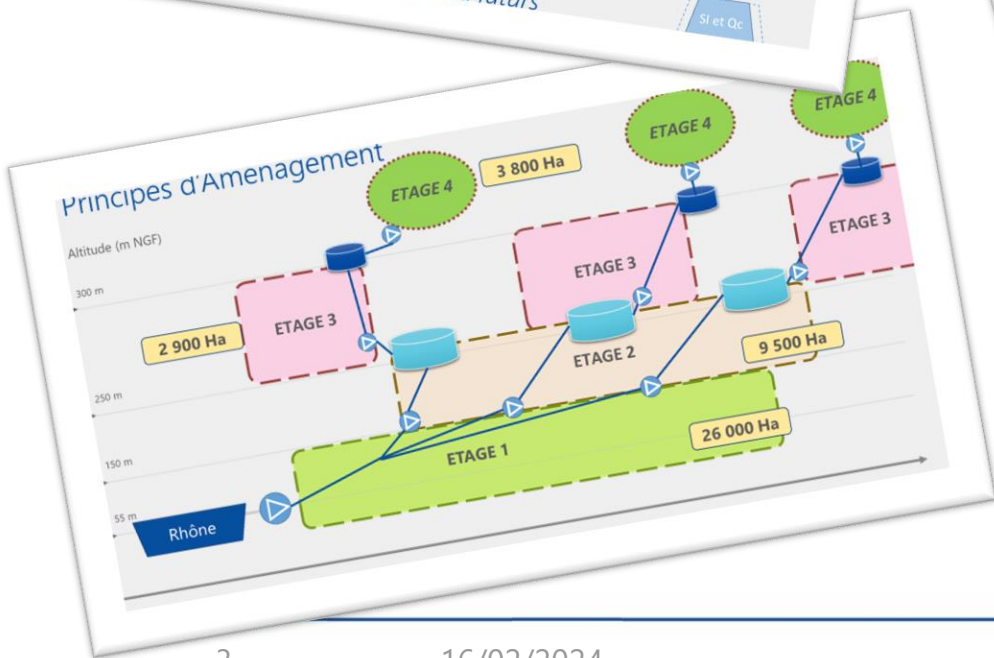 SI et Qc
Principes d'Aménagement
Altitude (m NGF)
ETAGE 4
3 800 Ha
ETAGE 4
ETAGE 4
300 m
ETAGE 3
ETAGE 3
ETAGE 3
2 900 Ha
ETAGE 2
9 500 Ha
250 m
ETAGE 1
26 000 Ha
150 m
55 m
Rhône
16/02/2024